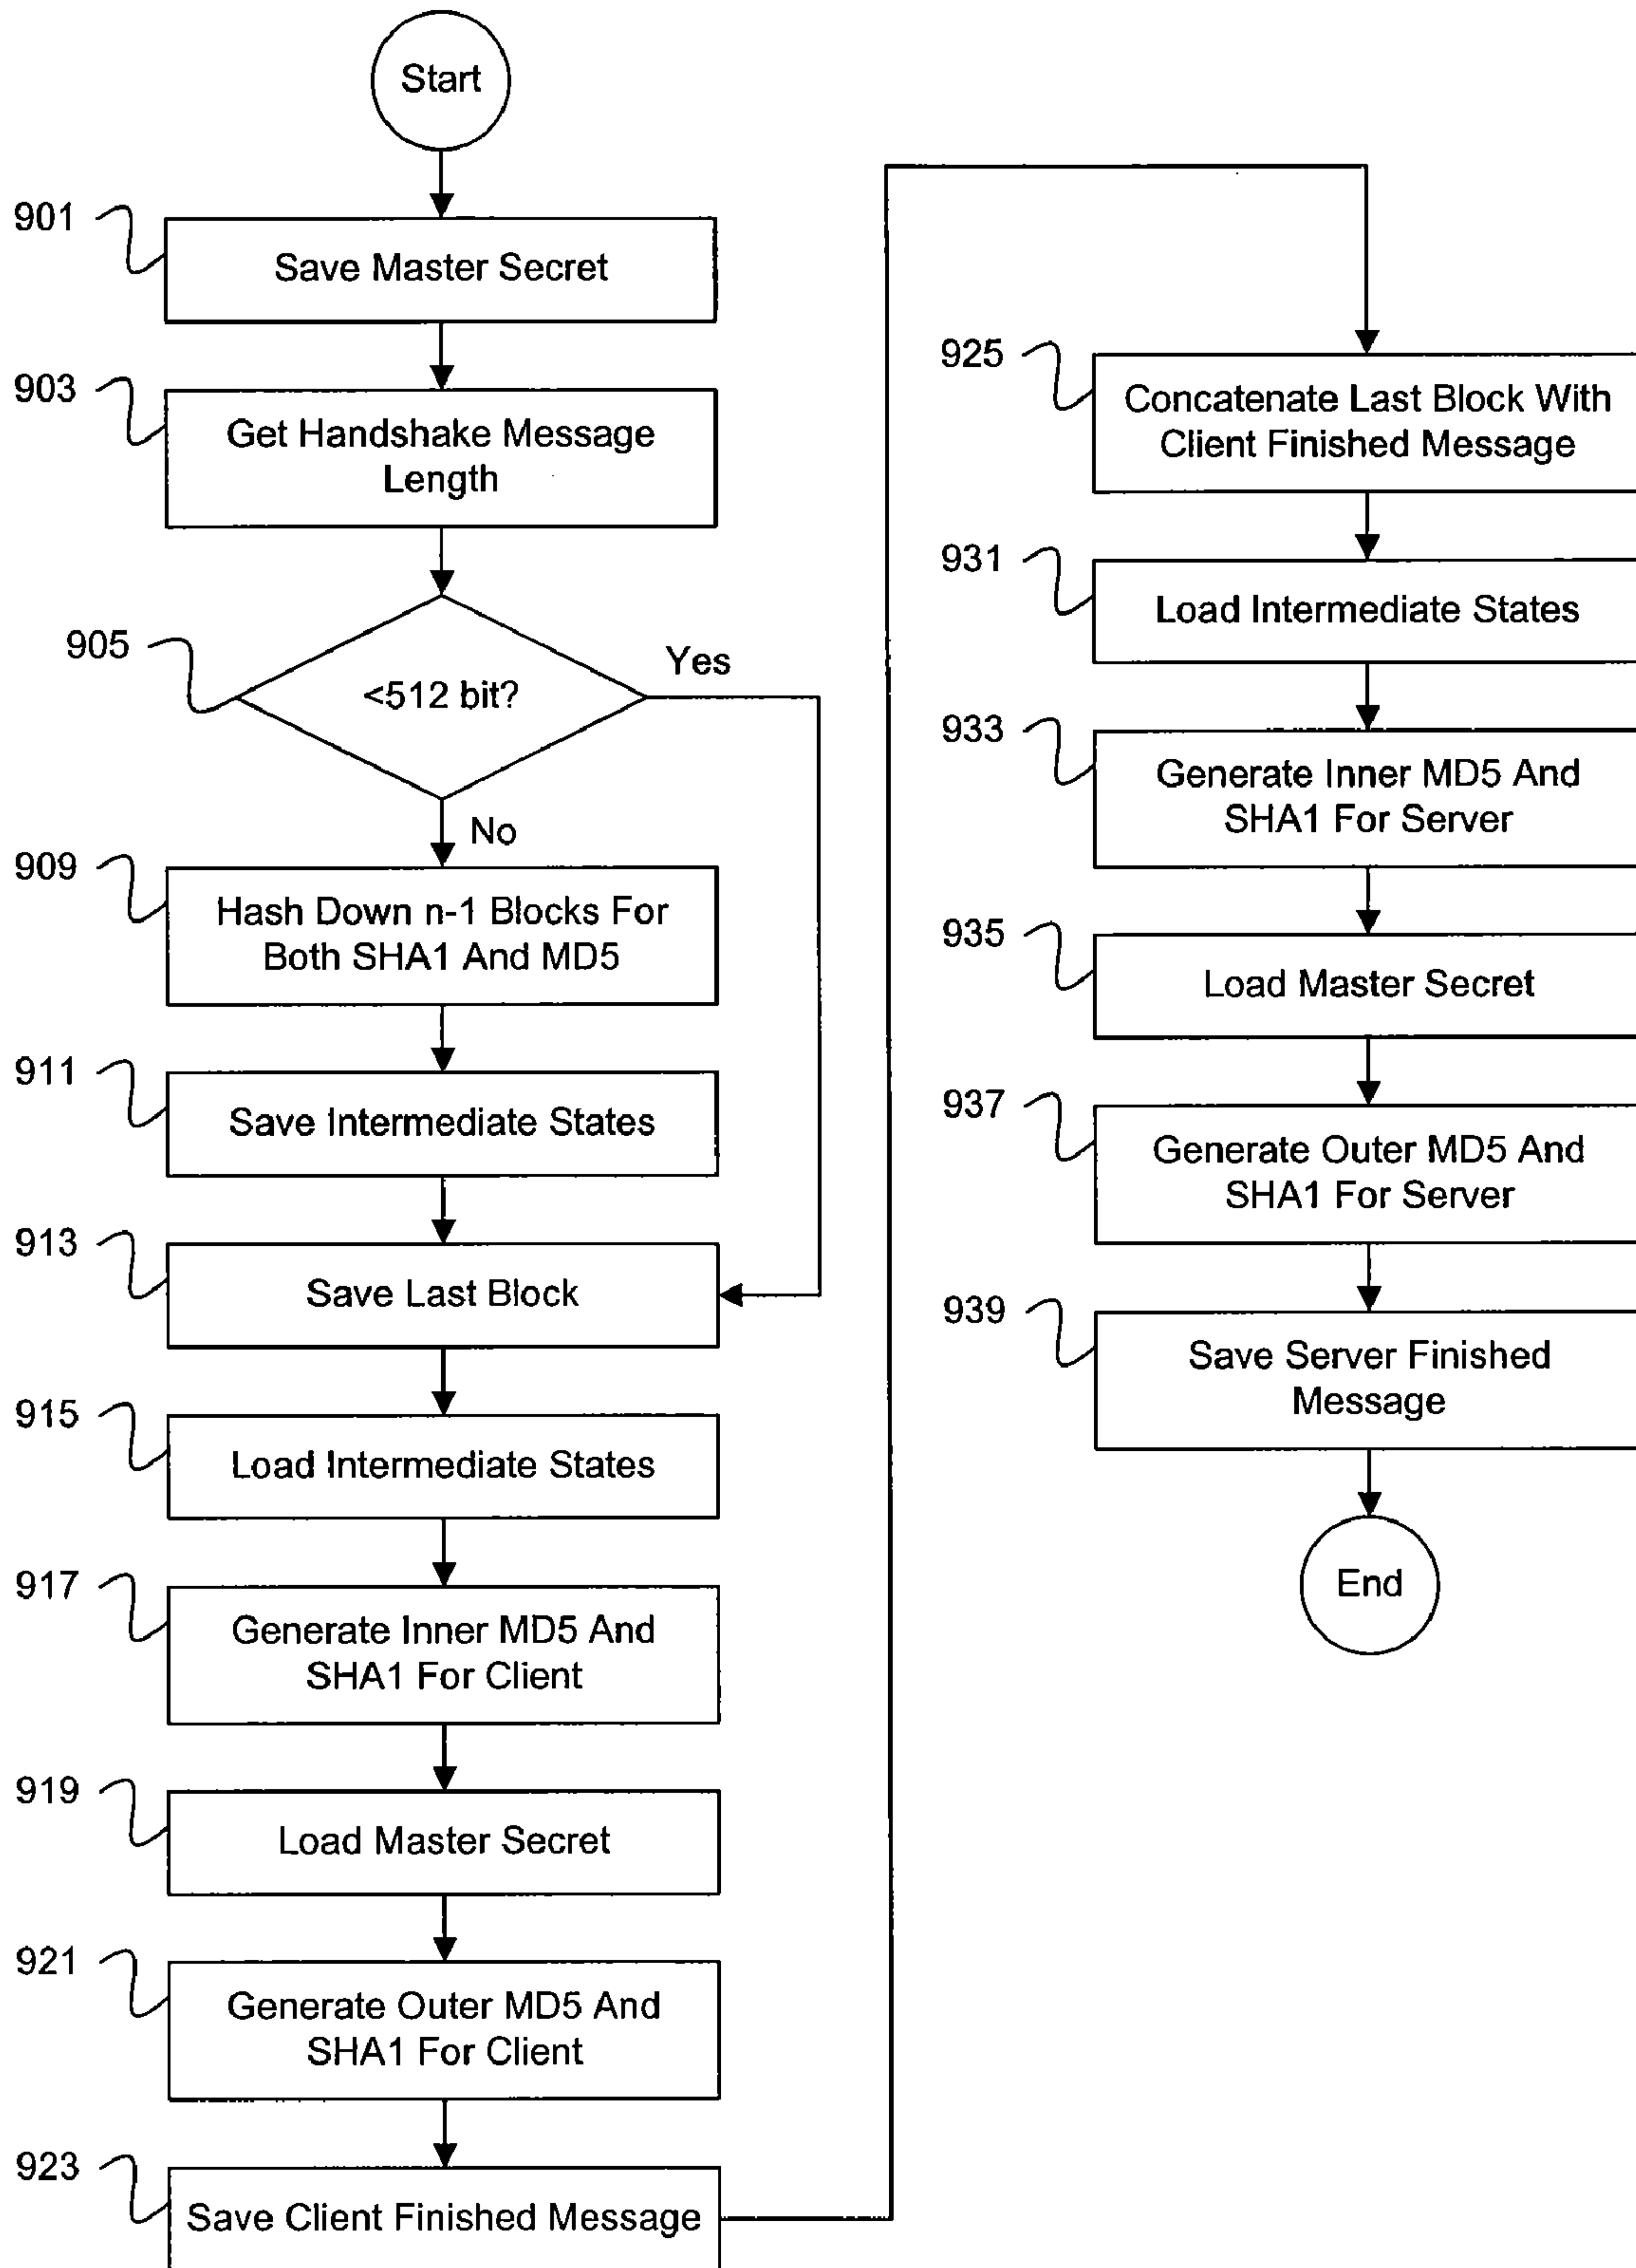 Start
901
Save Master Secret
903
Get Handshake Message
Length
905
<512 bit?
Yes
No
909
Hash Down n-1 Blocks For
Both SHA1 And MD5
911
Save Intermediate States
913
Save Last Block
915
Load Intermediate States
917
Generate Inner MD5 And
SHA1 For Client
919
Load Master Secret
921
Generate Outer MD5 And
SHA1 For Client
923
Save Client Finished Message
925
Concatenate Last Block With
Client Finished Message
931
Load Intermediate States
933
Generate Inner MD5 And
SHA1 For Server
935
Load Master Secret
937
Generate Outer MD5 And
SHA1 For Server
939
Save Server Finished
Message
End